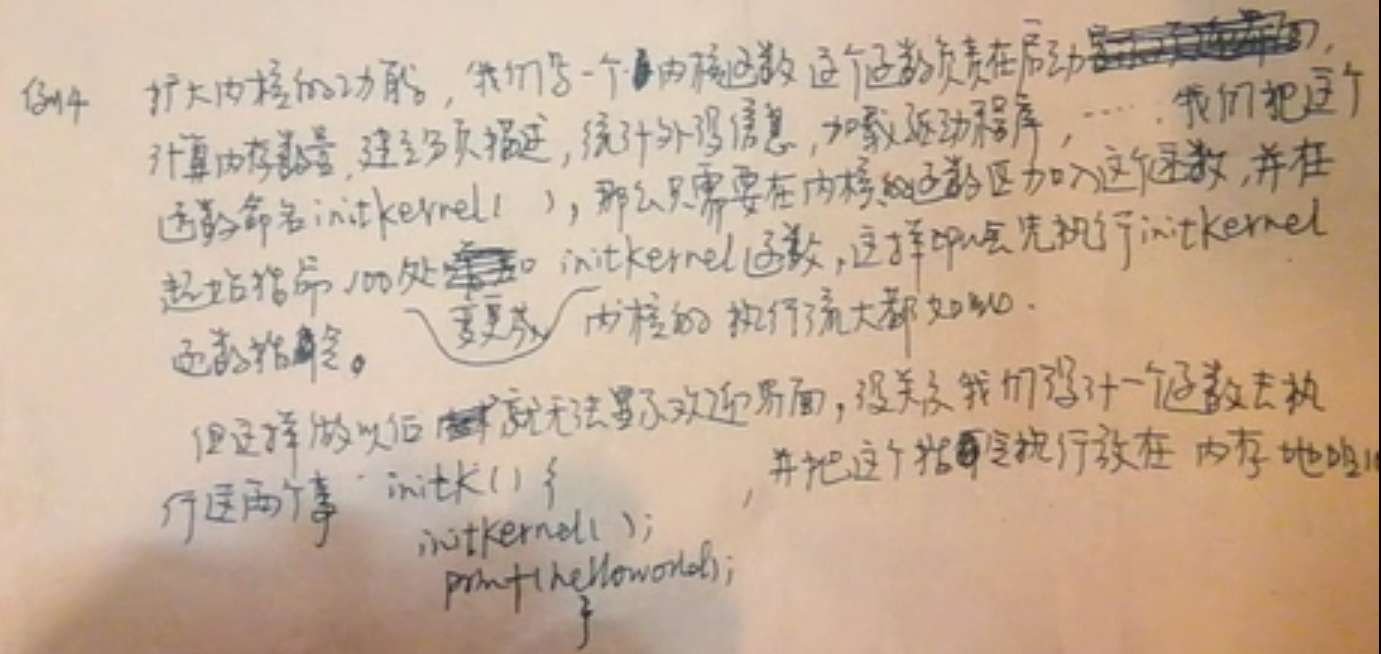 例4 扩大内核的功能,我们写一个内核函数 这个函数负责在启动,
计算内存数量,建立分页描述,统计外设信息,加载驱动程序,……. 我们把这个
函数命名initkernel( ),那么只需要在内核的函数区加入这个函数,并在
起始指命100处 initkernel函数,这样即会先执行initkernel
函数指令。 变更成 内核的执行流大都如此.
但这样做以后就无法显示欢迎界面,没关系我们设计一个函数去执
行这两个事 initk() { ,并把这个指令执行放在 内存地址
initkernel( );
print(helloworld);
}